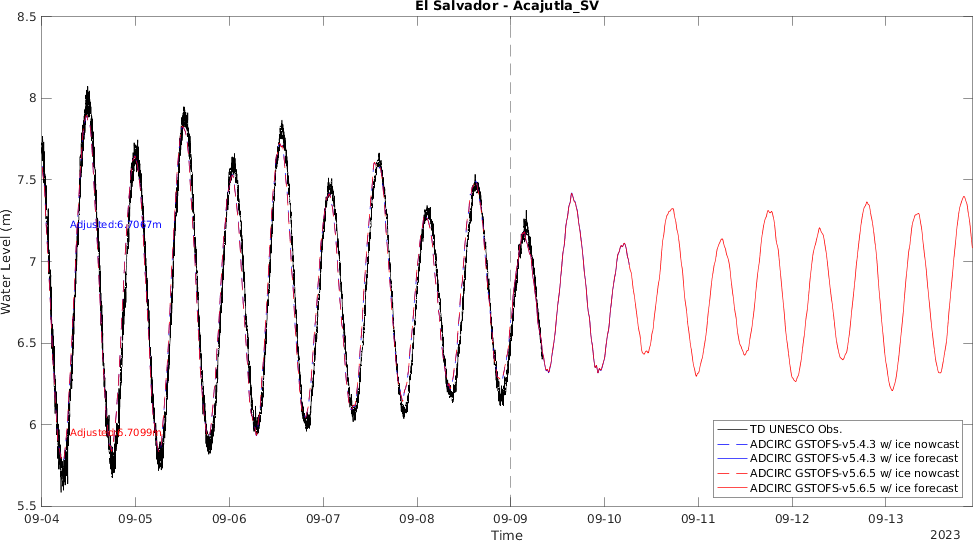 El Salvador - Acajutla_SV
8.5
8
7.5
7
6.5
6
5.5
Water Level (m)
Adjusted:6.7067m
Adjusted:6.7099m
TD UNESCO Obs.
ADCIRC GSTOFS-v5.4.3 w/ ice nowcast
ADCIRC GSTOFS-v5.4.3 w/ ice forecast
ADCIRC GSTOFS-v5.6.5 w/ ice nowcast
ADCIRC GSTOFS-v5.6.5 w/ ice forecast
09-04 09-05 09-06 09-07 09-08 09-09 09-10 09-11 09-12 09-13
Time
2023